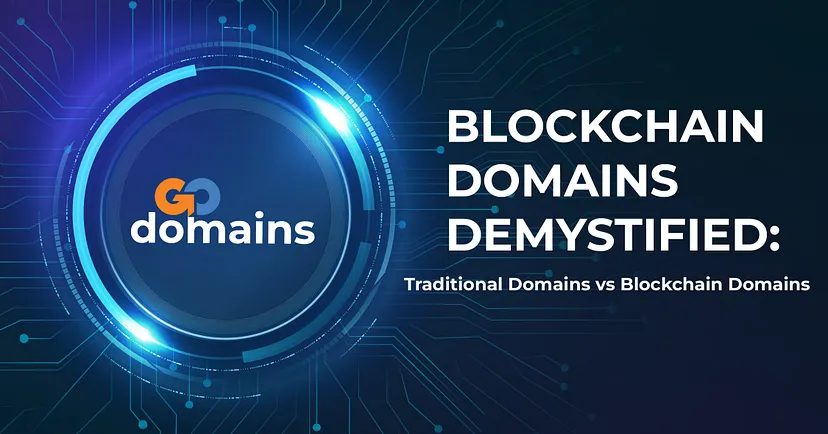 GO
domains
BLOCKCHAIN
DOMAINS
DEMYSTIFIED:
Traditional Domains vs Blockchain Domains